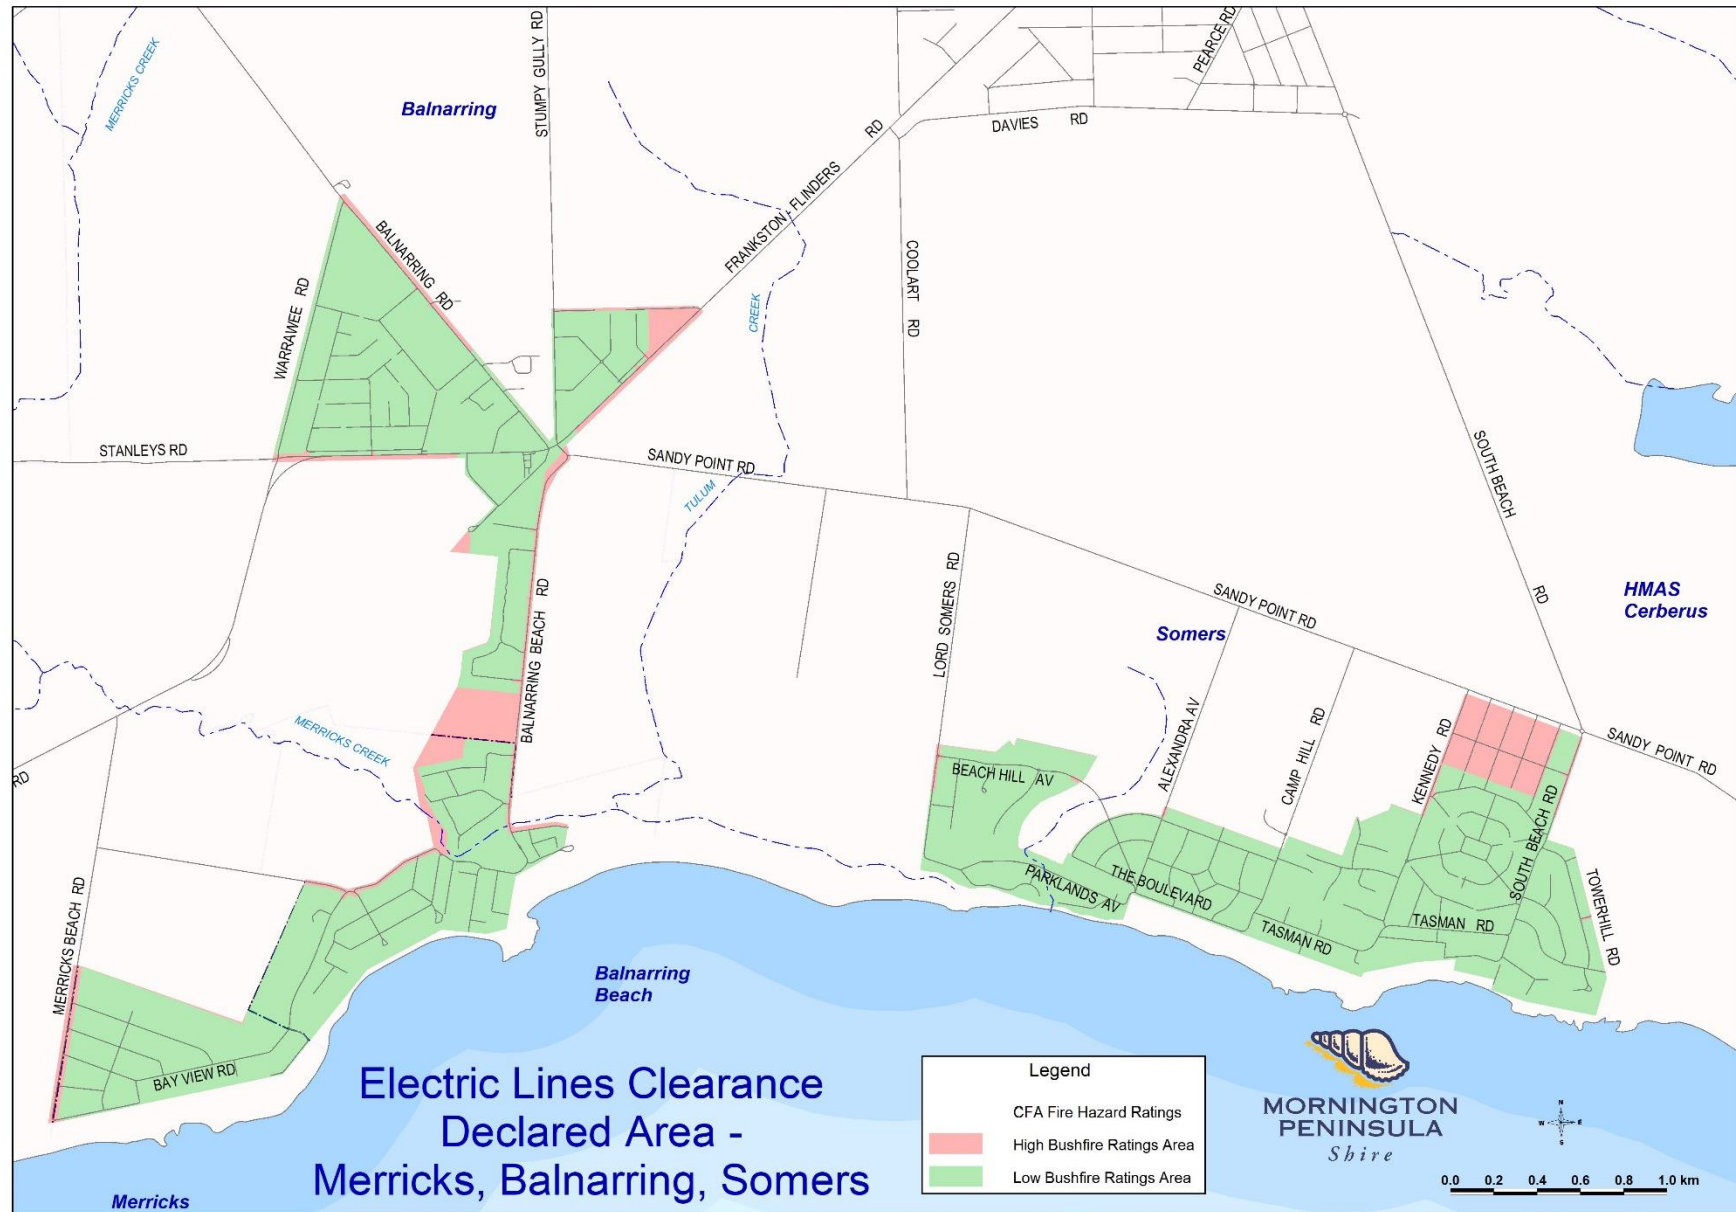 MERRICKS CREEK
Balnarring
STUMPY GULLY RD
PEARCE RD
DAVIES RD
FRANKSTON - FLINDERS RD
BALNARRING RD
WARRAWEE RD
COOLART RD
CREEK
TULUM
STANLEYS RD
SANDY POINT RD
SOUTH BEACH RD
HMAS
Cerberus
LORD SOMERS RD
SANDY POINT RD
Somers
BALNARRING BEACH RD
MERRICKS CREEK
ALEXANDRA AV
CAMP HILL RD
KENNEDY RD
SANDY POINT RD
RD
BEACH HILL AV
SOUTH BEACH RD
PARKLANDS AV
THE BOULEVARD
TASMAN RD
TASMAN RD
TOWERHILL RD
MERRICKS BEACH RD
BAY VIEW RD
Balnarring
Beach
Merricks
Electric Lines Clearance
Declared Area -
Merricks, Balnarring, Somers
Legend
CFA Fire Hazard Ratings
High Bushfire Ratings Area
Low Bushfire Ratings Area
MORNINGTON
PENINSULA
Shire
N
W E
S
0.0 0.2 0.4 0.6 0.8 1.0 km